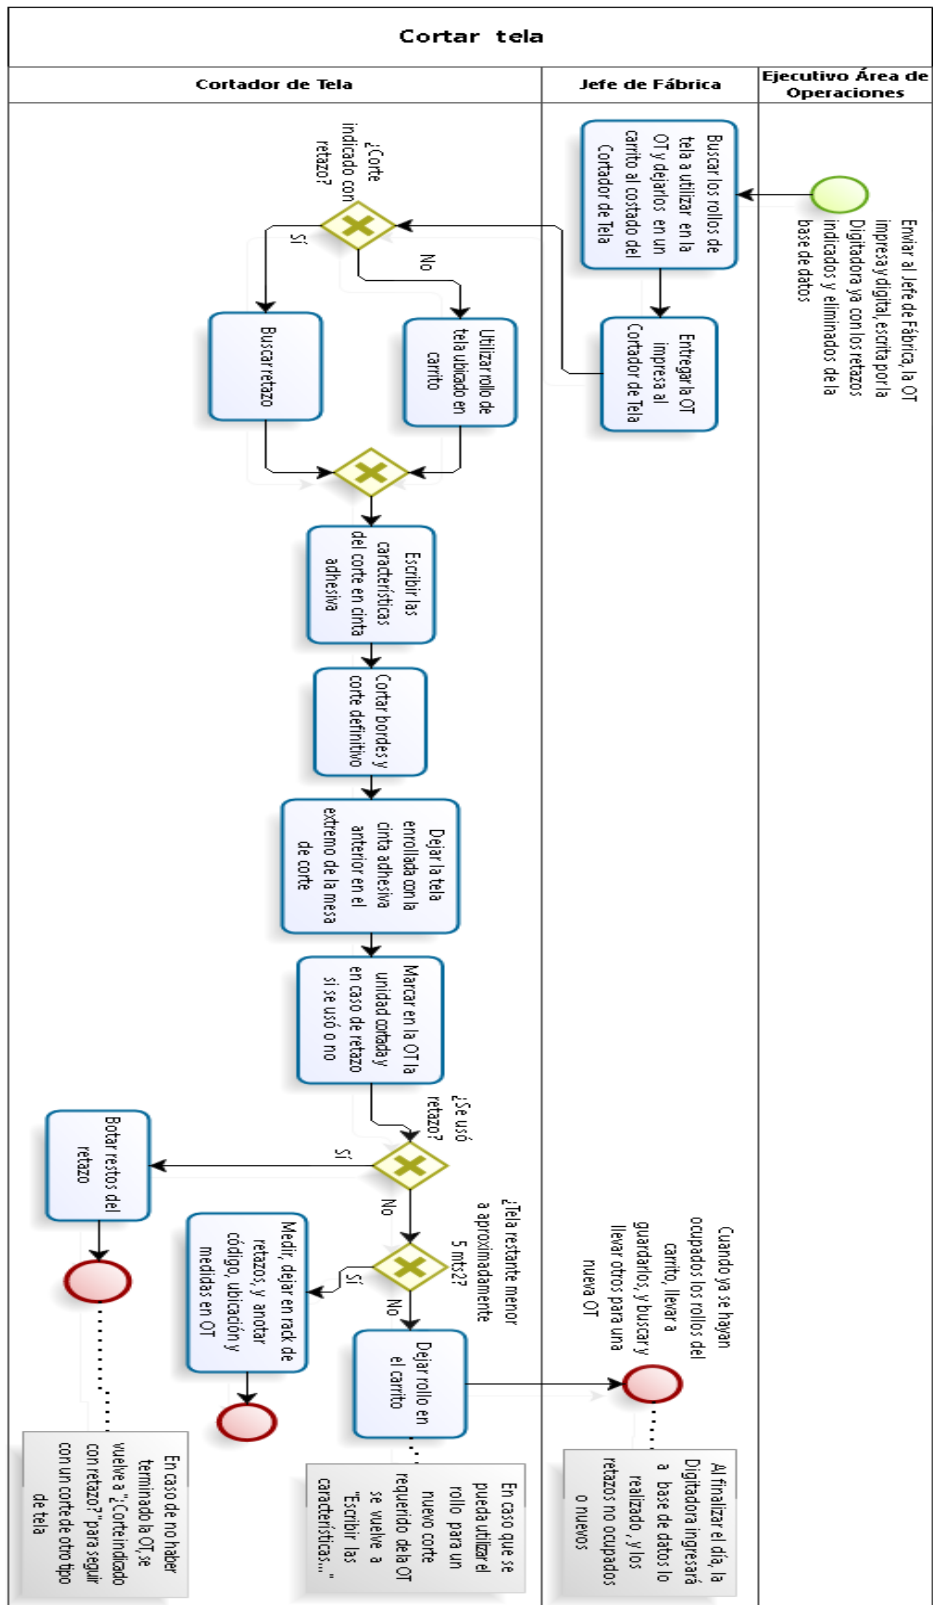 Cortar tela
Ejecutivo Área de
Operaciones
Jefe de Fábrica
Cortador de Tela
Enviar al Jefe de Fábrica, la OT
impresa y digital, escrita por la
Digitadora ya con los retazos
indicados y eliminados de la
base de datos
Buscar los rollos de
tela a utilizar en la
OT y dejarlos en un
carrito al costado del
Cortador de Tela
Entregar la OT
impresa al
Cortador de Tela
¿Corte
indicado con
retazo?
No
Sí
Utilizar rollo de
tela ubicado en
carrito
Buscar retazo
Escribir las
características
del corte en cinta
adhesiva
Cortar bordes y
corte definitivo
Dejar la tela
enrollada con la
cinta adhesiva
anterior en el
extremo de la mesa
de corte
Marcar en la OT la
unidad cortada y
en caso de retazo
si se usó o no
¿Se usó
retazo?
Sí
No
Botar restos del
retazo
¿Tela restante menor
a aproximadamente
5 mts2?
Sí
No
Medir, dejar en rack de
retazos, y anotar
código, ubicación y
medidas en OT
Dejar rollo en
el carrito
Cuando ya se hayan
ocupados los rollos del
carrito, llevar a
guardarlos, y buscar y
llevar otros para una
nueva OT
Al finalizar el día, la
Digitadora ingresará
a base de datos lo
realizado, y los
retazos no ocupados
o nuevos
En caso que se
pueda utilizar el
rollo para un
nuevo corte
requerido de la OT
se vuelve a
"Escribir las
características..."
En caso de no haber
terminado la OT, se
vuelve a "¿Corte indicado
con retazo?" para seguir
con un corte de otro tipo
de tela